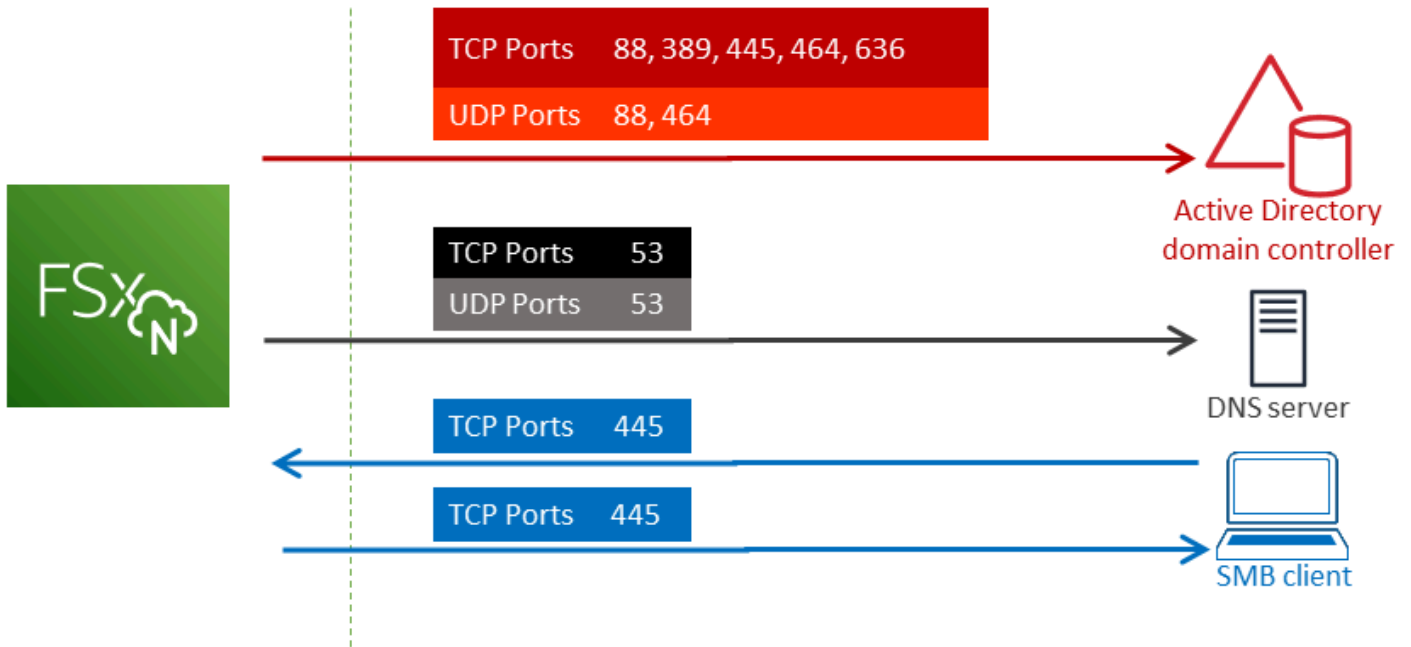 TCP Ports 88, 389, 445, 464, 636
UDP Ports 88, 464
Active Directory
domain controller
FSx
N
TCP Ports 53
UDP Ports 53
DNS server
TCP Ports 445
TCP Ports 445
SMB client